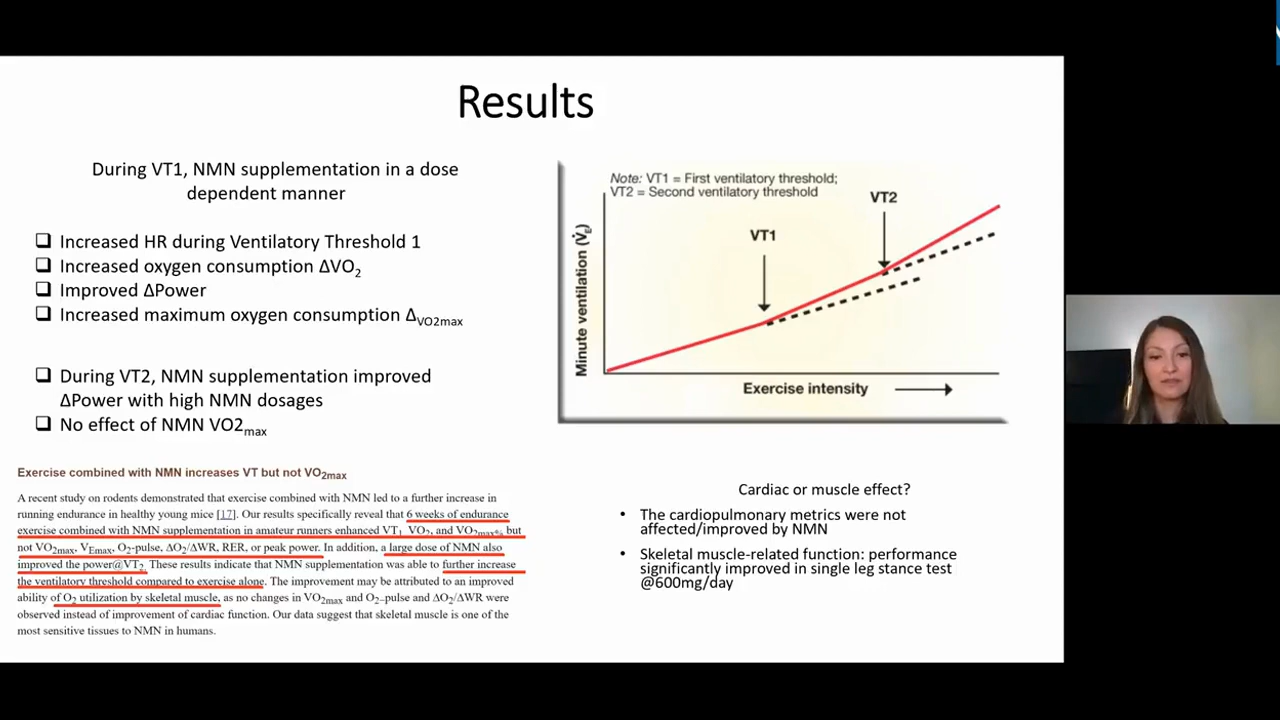 Results
During VT1, NMN supplementation in a dose
dependent manner
Increased HR during Ventilatory Threshold 1
Increased oxygen consumption ΔVO2
Improved ΔPower
Increased maximum oxygen consumption ΔVO2max
During VT2, NMN supplementation improved
ΔPower with high NMN dosages
No effect of NMN VO2max
Exercise combined with NMN increases VT but not VO2max
A recent study on rodents demonstrated that exercise combined with NMN led to a further increase in
running endurance in healthy young mice [17]. Our results specifically reveal that 6 weeks of endurance
exercise combined with NMN supplementation in amateur runners enhanced VT1, VO2, and VO2max% but
not VO2max, VEmax, O2-pulse, ΔO2/ΔWR, RER, or peak power. In addition, a large dose of NMN also
improved the power@VT2. These results indicate that NMN supplementation was able to further increase
the ventilatory threshold compared to exercise alone. The improvement may be attributed to an improved
ability of O2 utilization by skeletal muscle, as no changes in VO2max and O2-pulse and ΔO2/ΔWR were
observed instead of improvement of cardiac function. Our data suggest that skeletal muscle is one of the
most sensitive tissues to NMN in humans.
Note: VT1 = First ventilatory threshold;
VT2 = Second ventilatory threshold
VT2
VT1
Minute ventilation (V̇E)
Exercise intensity
Cardiac or muscle effect?
• The cardiopulmonary metrics were not
affected/improved by NMN
• Skeletal muscle-related function: performance
significantly improved in single leg stance test
@600mg/day